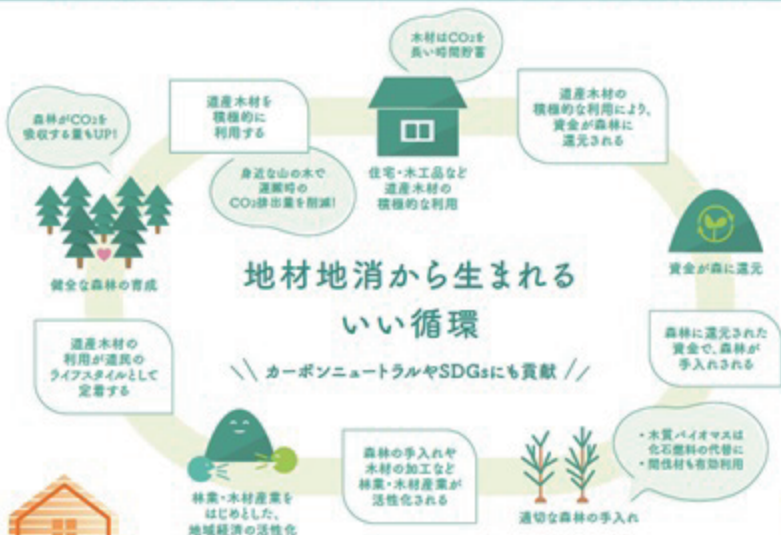 木材はCO2を
長い時間貯蓄
道産木材を
積極的に
利用する
道産木材の
積極的な利用により、
資金が森林に
還元される
森林がCO2を
吸収する量もUP!
身近な山の木で
運搬時の
CO2排出量を削減!
住宅・木工品など
道産木材の
積極的な利用
健全な森林の育成
資金が森に還元
地材地消から生まれる
いい循環
カーボンニュートラルやSDGsにも貢献
道産木材の
利用が道民の
ライフスタイルとして
定着する
森林に還元された
資金で、森林が
手入れされる
林業・木材産業を
はじめとした、
地域経済の活性化
森林の手入れや
木材の加工など
林業・木材産業が
活性化される
・木質バイオマスは
化石燃料の代替に
・間伐材も有効利用
適切な森林の手入れ